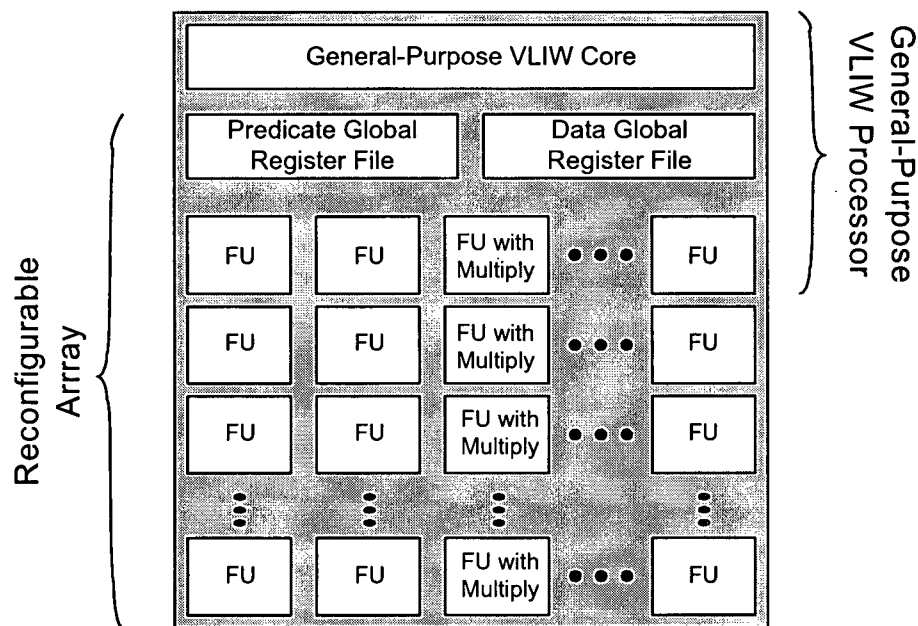 General-Purpose VLIW Core
Predicate Global
Register File
Data Global
Register File
FU
FU
FU with
Multiply
FU
FU
FU
FU with
Multiply
FU
FU
FU
FU with
Multiply
FU
FU
FU
FU with
Multiply
FU
Reconfigurable
Arrray
General-Purpose
VLIW Processor